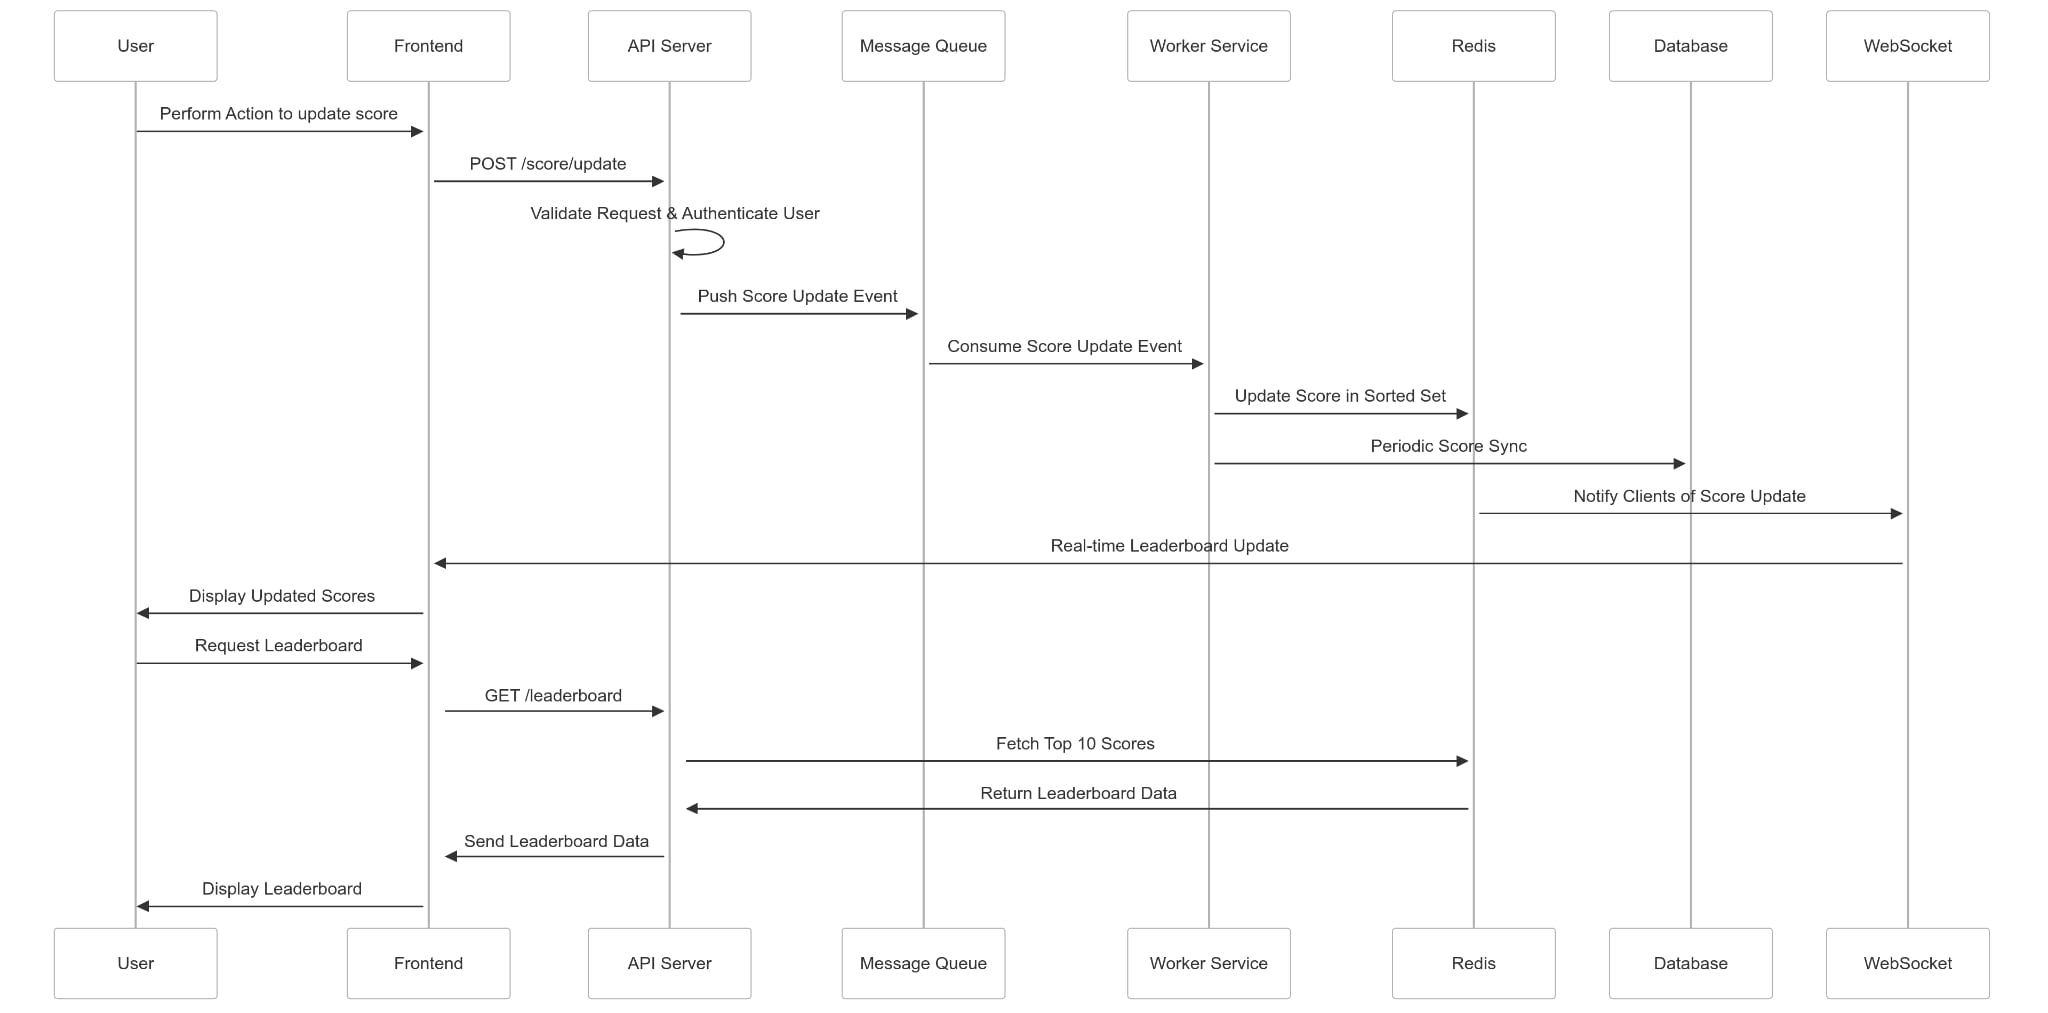 User
Frontend
API Server
Message Queue
Worker Service
Redis
Database
WebSocket
Perform Action to update score
POST /score/update
Validate Request & Authenticate User
Push Score Update Event
Consume Score Update Event
Update Score in Sorted Set
Periodic Score Sync
Notify Clients of Score Update
Real-time Leaderboard Update
Display Updated Scores
Request Leaderboard
GET /leaderboard
Fetch Top 10 Scores
Return Leaderboard Data
Send Leaderboard Data
Display Leaderboard
User
Frontend
API Server
Message Queue
Worker Service
Redis
Database
WebSocket